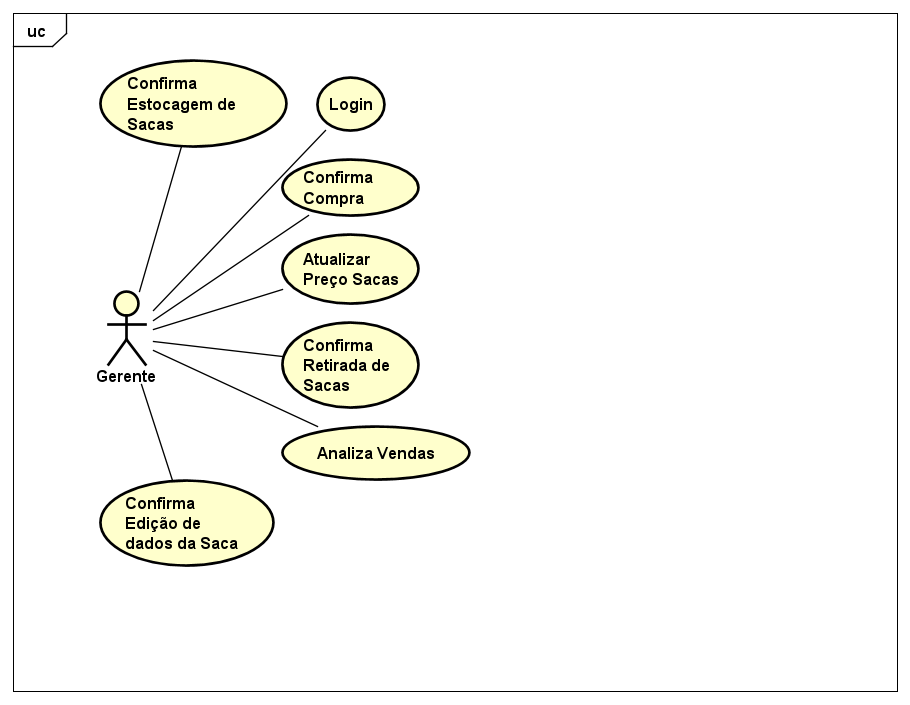 uc
Confirma
Estocagem de
Sacas
Login
Confirma
Compra
Atualizar
Preço Sacas
Confirma
Retirada de
Sacas
Gerente
Analiza Vendas
Confirma
Edição de
dados da Saca